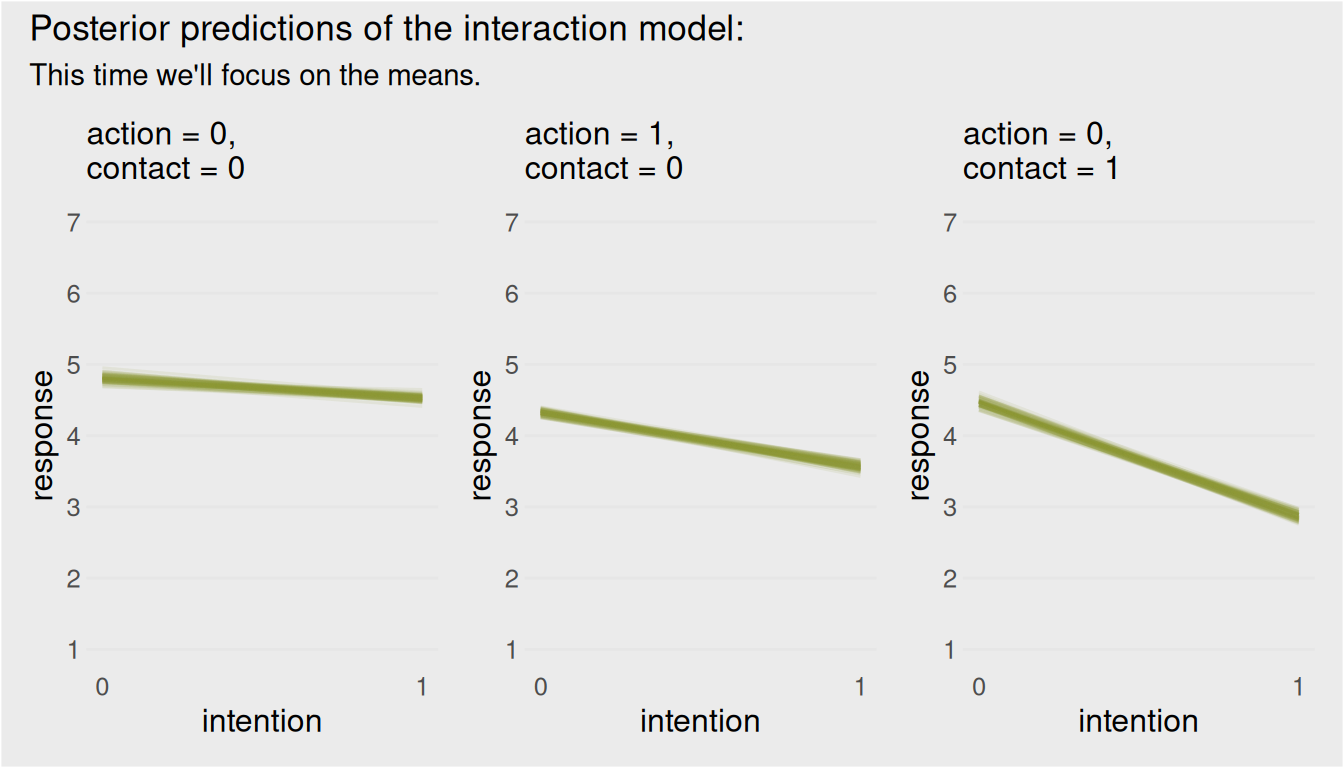 Posterior predictions of the interaction model:
This time we'll focus on the means.
action = 0,
contact = 0
7
6
5
4
3
2
1
response
0 1
intention
action = 1,
contact = 0
7
6
5
4
3
2
1
response
0 1
intention
action = 0,
contact = 1
7
6
5
4
3
2
1
response
0 1
intention